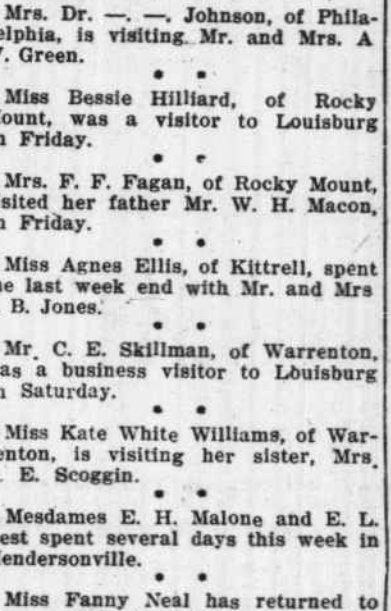 Mrs. Dr. —. —. Johnson, of Phila-
elphia, is visiting Mr. and Mrs. A
. Green.
* *
Miss Bessie Hilliard, of Rocky
ount, was a visitor to Louisburg
n Friday.
* *
Mrs. F. F. Fagan, of Rocky Mount,
sited her father Mr. W. H. Macon,
n Friday.
* *
Miss Agnes Ellis, of Kittrell, spent
e last week end with Mr. and Mrs
. B. Jones.
* *
Mr. C. E. Skillman, of Warrenton,
as a business visitor to Louisburg
n Saturday.
* *
Miss Kate White Williams, of War-
enton, is visiting her sister, Mrs.
. E. Scoggin.
* *
Mesdames E. H. Malone and E. L.
est spent several days this week in
endersonville.
* *
Miss Fanny Neal has returned to